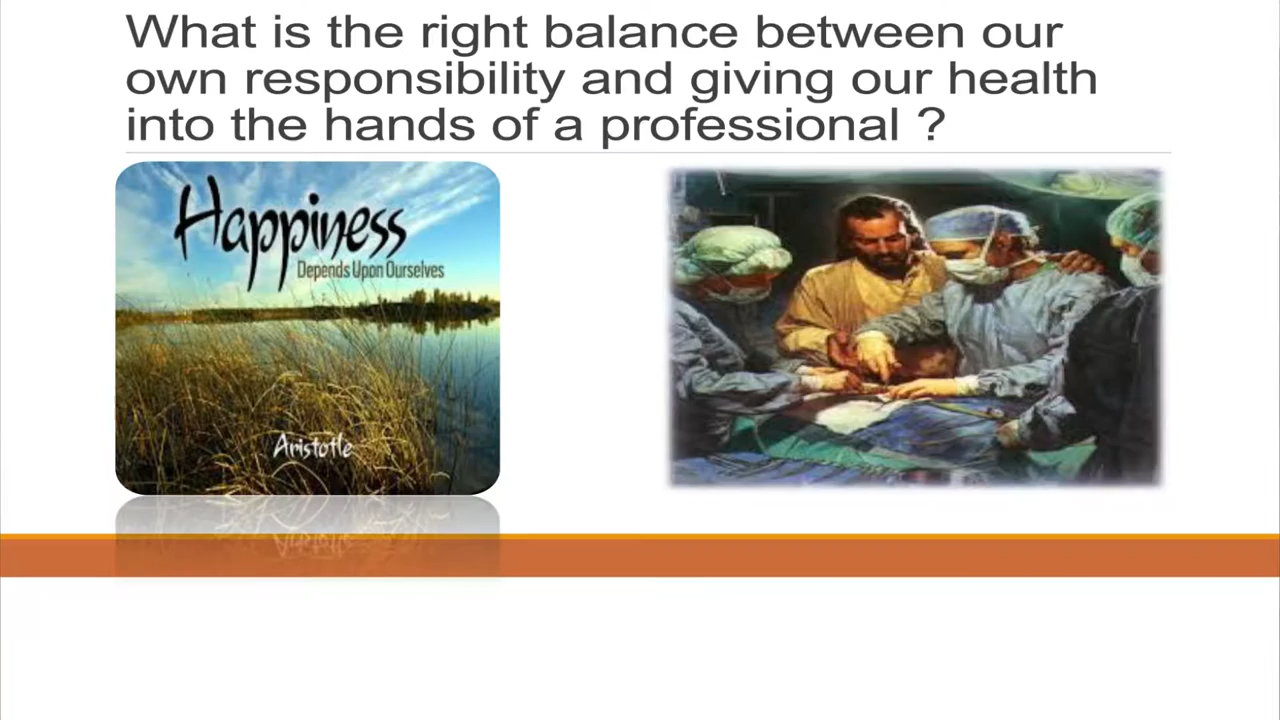 What is the right balance between our
own responsibility and giving our health
into the hands of a professional ?
Happiness
Depends Upon Ourselves
Aristotle